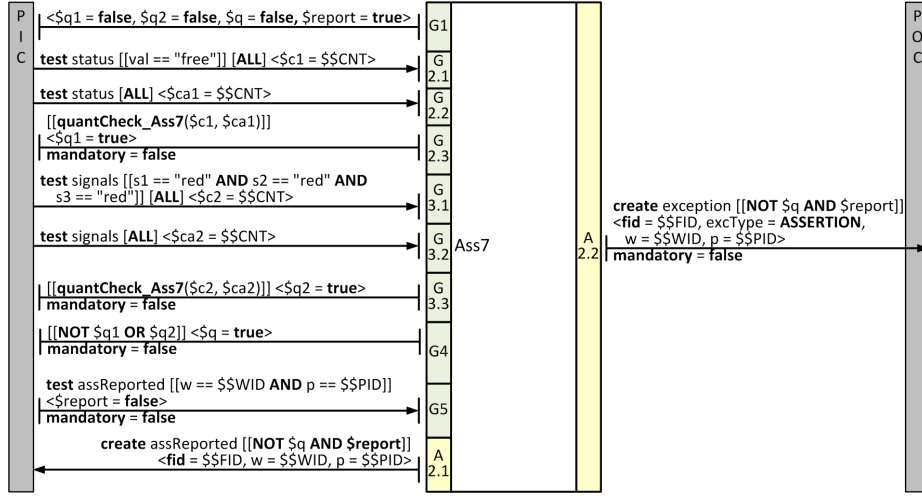 P
I
C
<$q1 = false, $q2 = false, $q = false, $report = true>
G1
test status [[val == "free"]] [ALL] <$c1 = $$CNT>
G
2.1
test status [ALL] <$ca1 = $$CNT>
G
2.2
[[quantCheck_Ass7($c1, $ca1)]]
<$q1 = true>
mandatory = false
G
2.3
test signals [[s1 == "red" AND s2 == "red" AND
s3 == "red"]] [ALL] <$c2 = $$CNT>
G
3.1
test signals [ALL] <$ca2 = $$CNT>
G
3.2
[[quantCheck_Ass7($c2, $ca2)]] <$q2 = true>
mandatory = false
G
3.3
[[NOT $q1 OR $q2]] <$q = true>
mandatory = false
G4
test assReported [[w == $$WID AND p == $$PID]]
<$report = false>
mandatory = false
G5
create assReported [[NOT $q AND $report]]
<fid = $$FID, w = $$WID, p = $$PID>
A
2.1
Ass7
A
2.2
create exception [[NOT $q AND $report]]
<fid = $$FID, excType = ASSERTION,
w = $$WID, p = $$PID>
mandatory = false
P
O
C